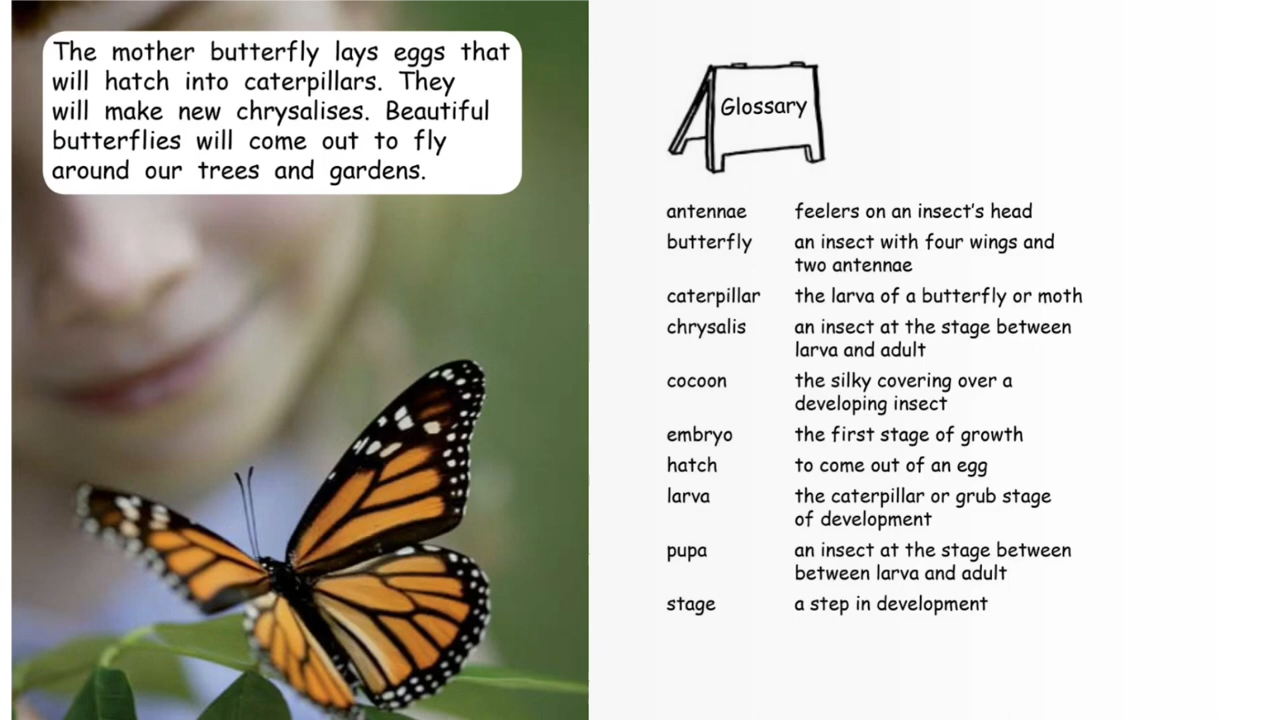 The mother butterfly lays eggs that
will hatch into caterpillars. They
will make new chrysalises. Beautiful
butterflies will come out to fly
around our trees and gardens.
Glossary
antennae feelers on an insect's head
butterfly an insect with four wings and
two antennae
caterpillar the larva of a butterfly or moth
chrysalis an insect at the stage between
larva and adult
cocoon the silky covering over a
developing insect
embryo the first stage of growth
hatch to come out of an egg
larva the caterpillar or grub stage
of development
pupa an insect at the stage between
between larva and adult
stage a step in development